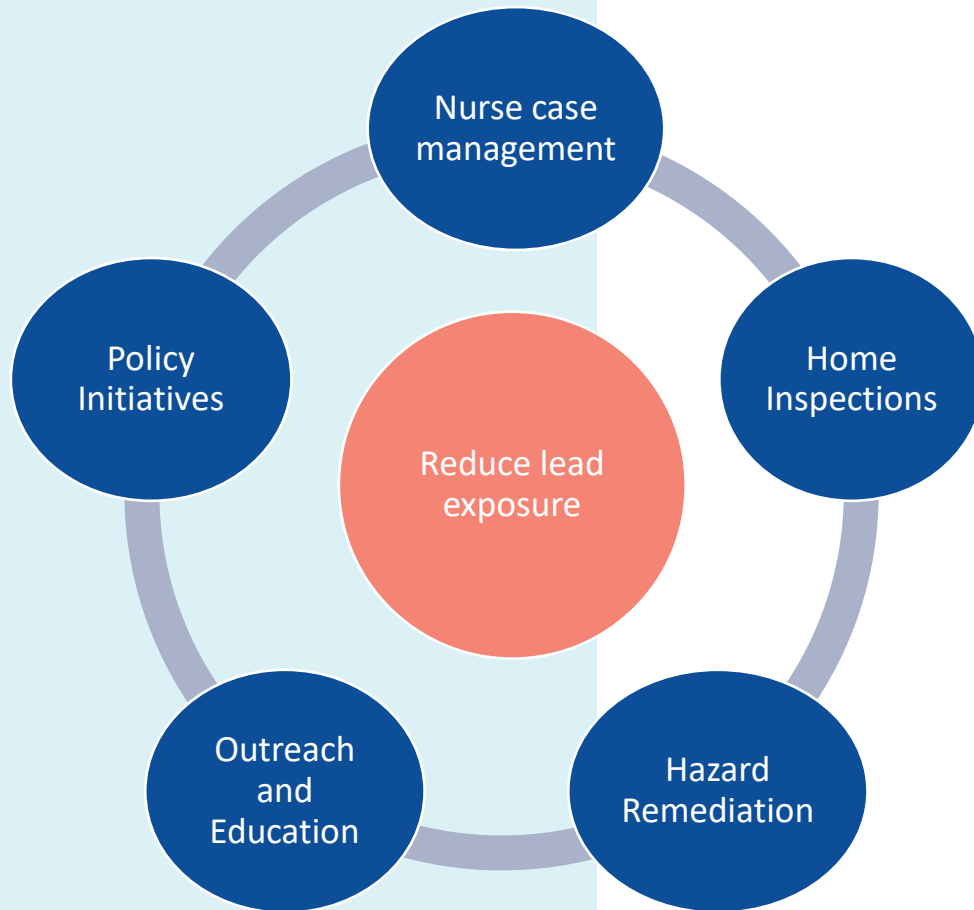 Nurse case
management
Home
Inspections
Hazard
Remediation
Outreach
and
Education
Policy
Initiatives
Reduce lead
exposure